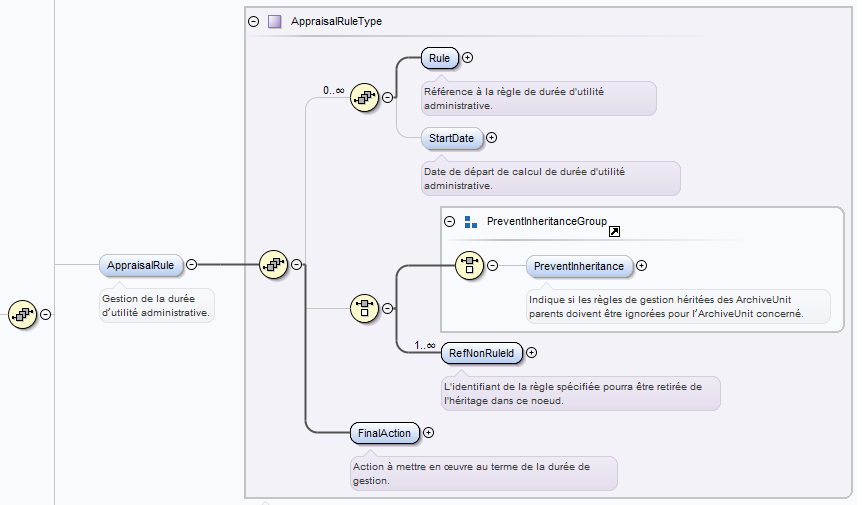 AppraisalRuleType
Rule
0..∞
Référence à la règle de durée d'utilité
administrative.
StartDate
Date de départ de calcul de durée d'utilité
administrative.
PreventInheritanceGroup
AppraisalRule
PreventInheritance
Gestion de la durée
d’utilité administrative.
Indique si les règles de gestion héritées des ArchiveUnit
parents doivent être ignorées pour l’ArchiveUnit concerné.
1..∞
RefNonRuleId
L'identifiant de la règle spécifiée pourra être retirée de
l'héritage dans ce noeud.
FinalAction
Action à mettre en œuvre au terme de la durée de
gestion.